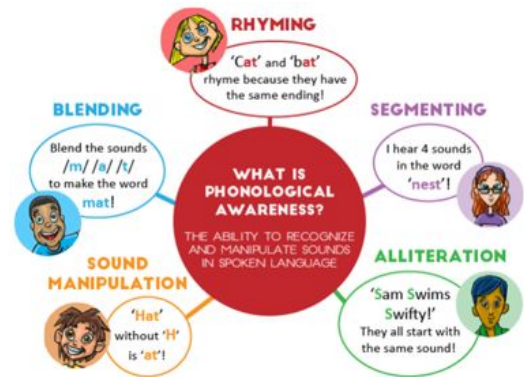 RHYMING
'Cat' and 'bat'
rhyme because they have
the same ending!
BLENDING
Blend the sounds
/m/ /a/ /t/
to make the word
mat!
SEGMENTING
I hear 4 sounds
in the word
'nest'!
WHAT IS
PHONOLOGICAL
AWARENESS?
THE ABILITY TO RECOGNIZE
AND MANIPULATE SOUNDS
IN SPOKEN LANGUAGE
SOUND
MANIPULATION
'Hat'
without 'H'
is 'at'!
ALLITERATION
'Sam Swims
Swifty!'
They all start with
the same sound!